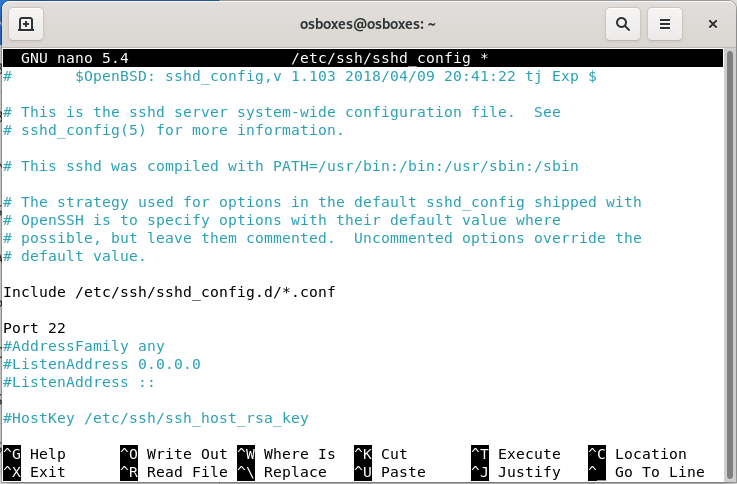 osboxes@osboxes: ~
GNU nano 5.4 /etc/ssh/sshd_config *
# $OpenBSD: sshd_config,v 1.103 2018/04/09 20:41:22 tj Exp $
# This is the sshd server system-wide configuration file.  See
# sshd_config(5) for more information.
# This sshd was compiled with PATH=/usr/bin:/bin:/usr/sbin:/sbin
# The strategy used for options in the default sshd_config shipped with
# OpenSSH is to specify options with their default value where
# possible, but leave them commented.  Uncommented options override the
# default value.
Include /etc/ssh/sshd_config.d/*.conf
Port 22
#AddressFamily any
#ListenAddress 0.0.0.0
#ListenAddress ::
#HostKey /etc/ssh/ssh_host_rsa_key
^G Help ^O Write Out ^W Where Is ^K Cut ^T Execute ^C Location
^X Exit ^R Read File ^\ Replace ^U Paste ^J Justify ^_ Go To Line